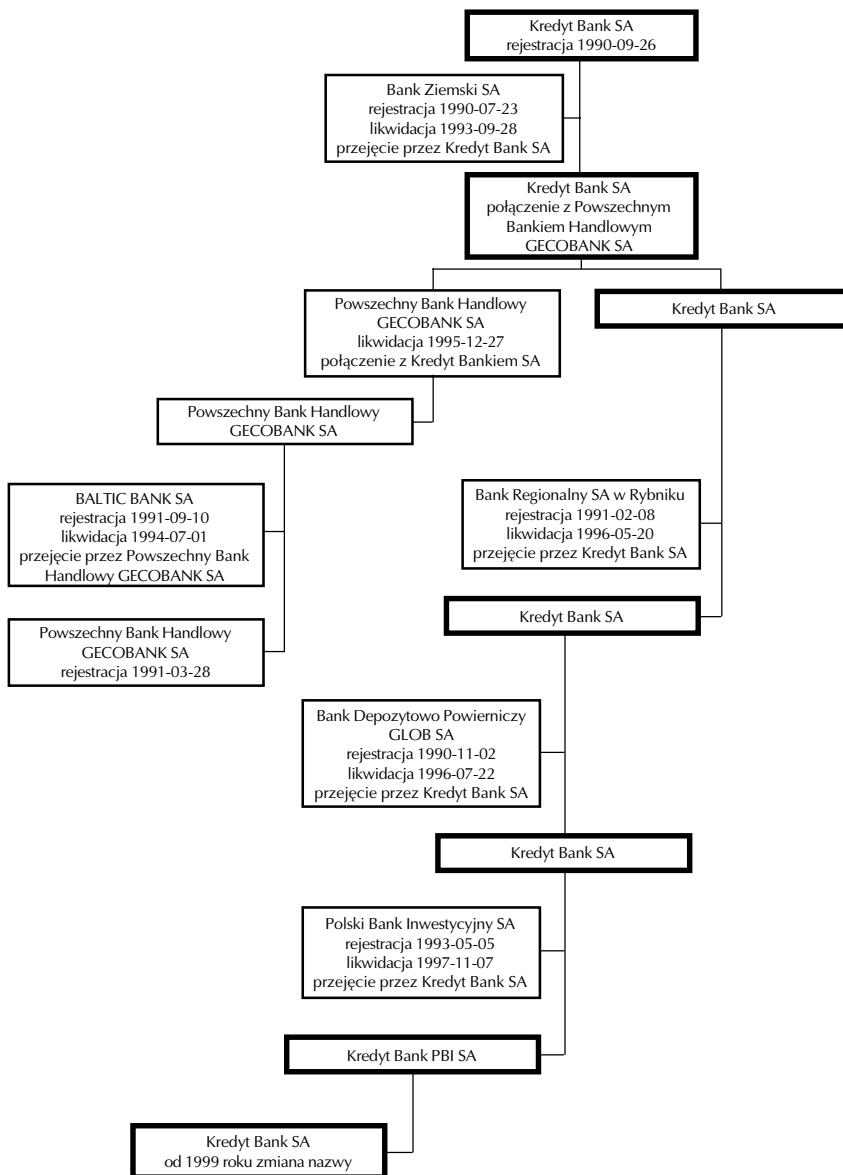 Kredyt Bank SA
rejestracja 1990-09-26
Bank Ziemski SA
rejestracja 1990-07-23
likwidacja 1993-09-28
przejęcie przez Kredyt Bank SA
Kredyt Bank SA
połączenie z Powszechnym
Bankiem Handlowym
GECOBANK SA
Powszechny Bank Handlowy
GECOBANK SA
likwidacja 1995-12-27
połączenie z Kredyt Bankiem SA
Kredyt Bank SA
Powszechny Bank Handlowy
GECOBANK SA
BALTIC BANK SA
rejestracja 1991-09-10
likwidacja 1994-07-01
przejęcie przez Powszechny Bank
Handlowy GECOBANK SA
Bank Regionalny SA w Rybniku
rejestracja 1991-02-08
likwidacja 1996-05-20
przejęcie przez Kredyt Bank SA
Kredyt Bank SA
Powszechny Bank Handlowy
GECOBANK SA
rejestracja 1991-03-28
Bank Depozytowo Powierniczy
GLOB SA
rejestracja 1990-11-02
likwidacja 1996-07-22
przejęcie przez Kredyt Bank SA
Kredyt Bank SA
Polski Bank Inwestycyjny SA
rejestracja 1993-05-05
likwidacja 1997-11-07
przejęcie przez Kredyt Bank SA
Kredyt Bank PBI SA
Kredyt Bank SA
od 1999 roku zmiana nazwy